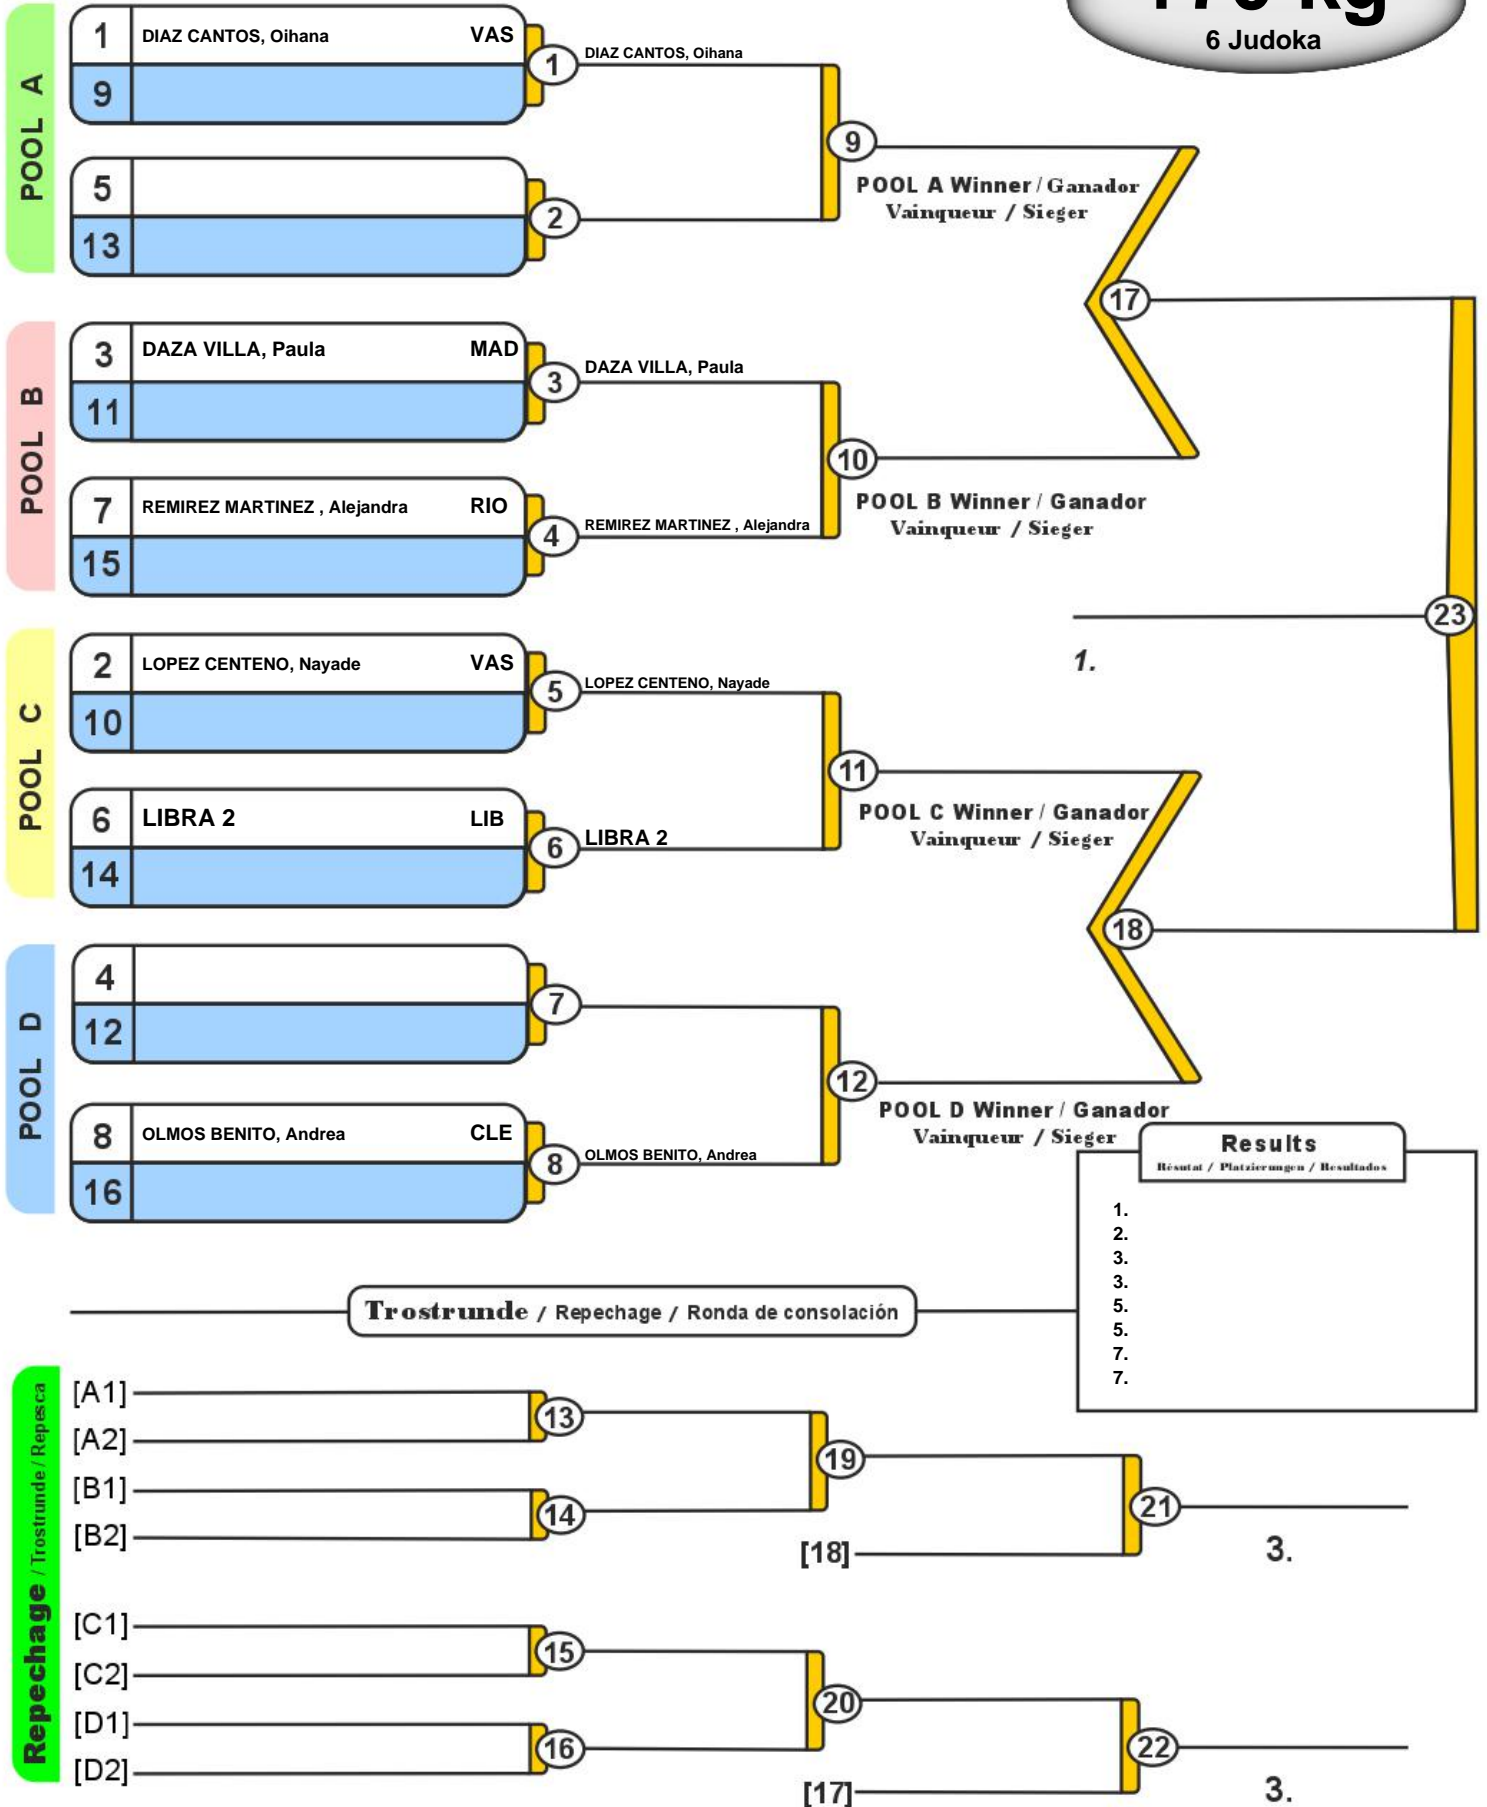 kg
6 Judoka
POOL A
1 DIAZ CANTOS, Oihana VAS
9
1 DIAZ CANTOS, Oihana
5
13
2
9
POOL A Winner / Ganador
Vainqueur / Sieger
17
POOL B
3 DAZA VILLA, Paula MAD
11
3 DAZA VILLA, Paula
7 REMIREZ MARTINEZ , Alejandra RIO
15
4 REMIREZ MARTINEZ , Alejandra
10
POOL B Winner / Ganador
Vainqueur / Sieger
23
1.
POOL C
2 LOPEZ CENTENO, Nayade VAS
10
5 LOPEZ CENTENO, Nayade
6 LIBRA 2 LIB
14
6 LIBRA 2
11
POOL C Winner / Ganador
Vainqueur / Sieger
18
POOL D
4
12
7
8 OLMOS BENITO, Andrea CLE
16
8 OLMOS BENITO, Andrea
12
POOL D Winner / Ganador
Vainqueur / Sieger
Results
Résutat / Platzierungen / Resultados
1.
2.
3.
3.
5.
5.
7.
7.
Trostrunde / Repechage / Ronda de consolación
Repechage / Trostrunde / Repesca
[A1]
[A2]
13
[B1]
[B2]
14
19
[18]
21
3.
[C1]
[C2]
15
[D1]
[D2]
16
20
[17]
22
3.